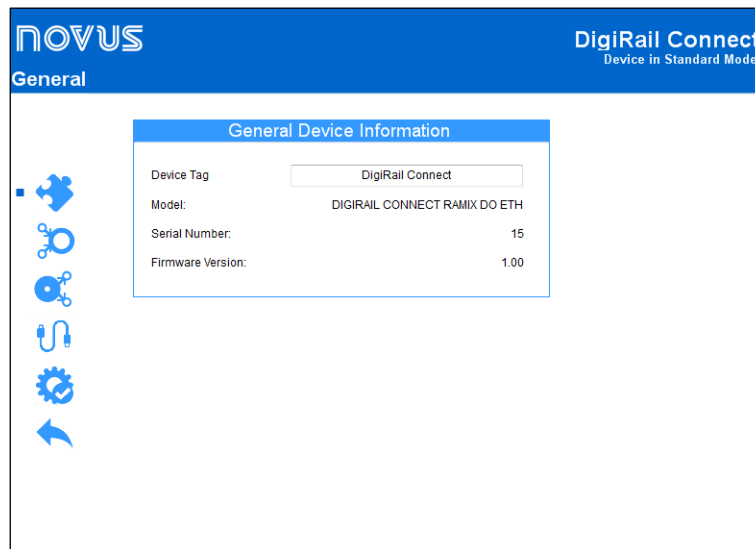 NOVUS
DigiRail Connect
Device in Standard Mode
General
General Device Information
Device Tag DigiRail Connect
Model: DIGIRAIL CONNECT RAMIX DO ETH
Serial Number: 15
Firmware Version: 1.00